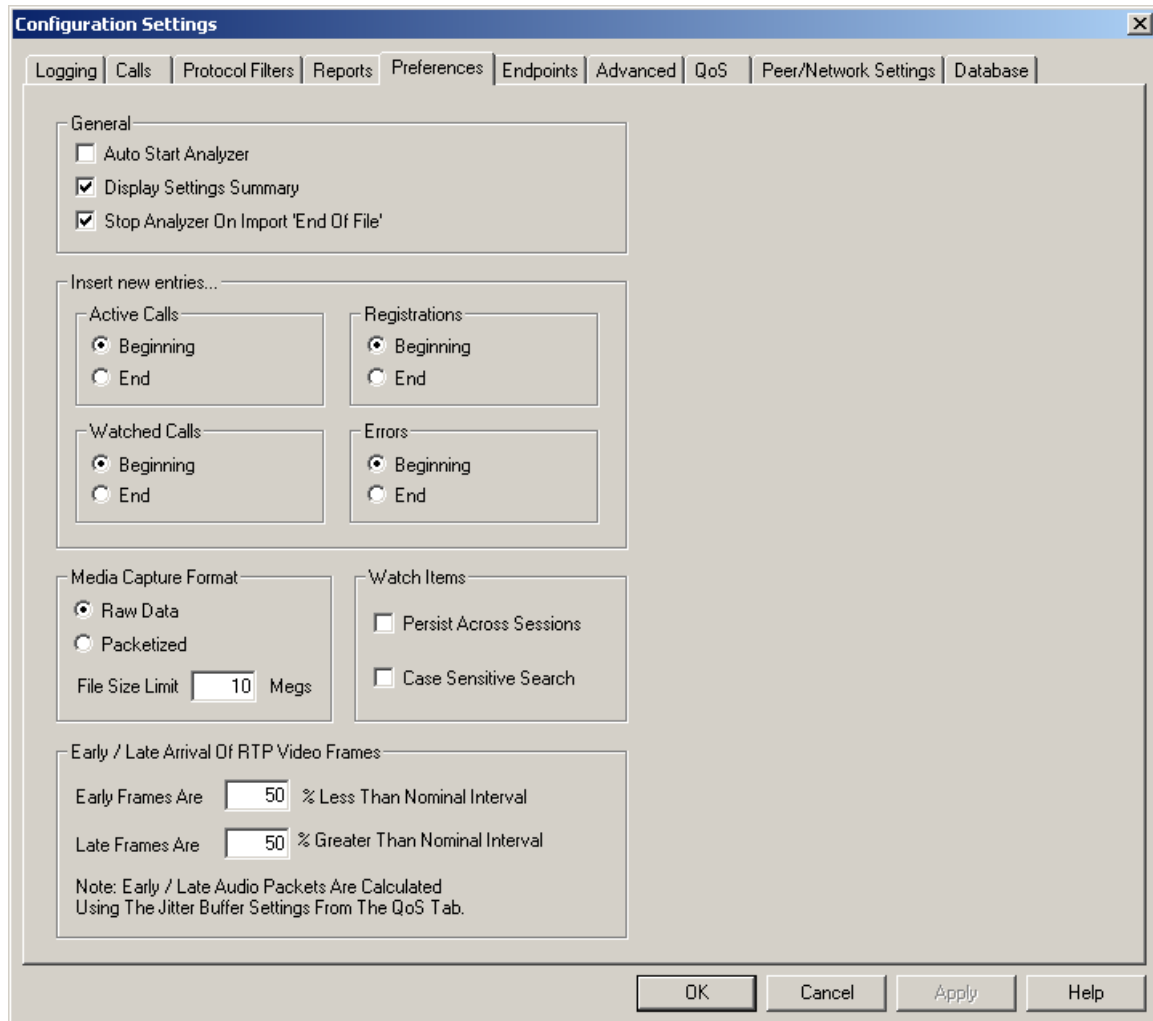 Configuration Settings
Logging Calls Protocol Filters Reports Preferences Endpoints Advanced QoS Peer/Network Settings Database
General
Auto Start Analyzer
Display Settings Summary
Stop Analyzer On Import 'End Of File'
Insert new entries...
Active Calls
Beginning
End
Registrations
Beginning
End
Watched Calls
Beginning
End
Errors
Beginning
End
Media Capture Format
Raw Data
Packetized
File Size Limit 10 Megs
Watch Items
Persist Across Sessions
Case Sensitive Search
Early / Late Arrival Of RTP Video Frames
Early Frames Are 50 % Less Than Nominal Interval
Late Frames Are 50 % Greater Than Nominal Interval
Note: Early / Late Audio Packets Are Calculated
Using The Jitter Buffer Settings From The QoS Tab.
OK Cancel Apply Help